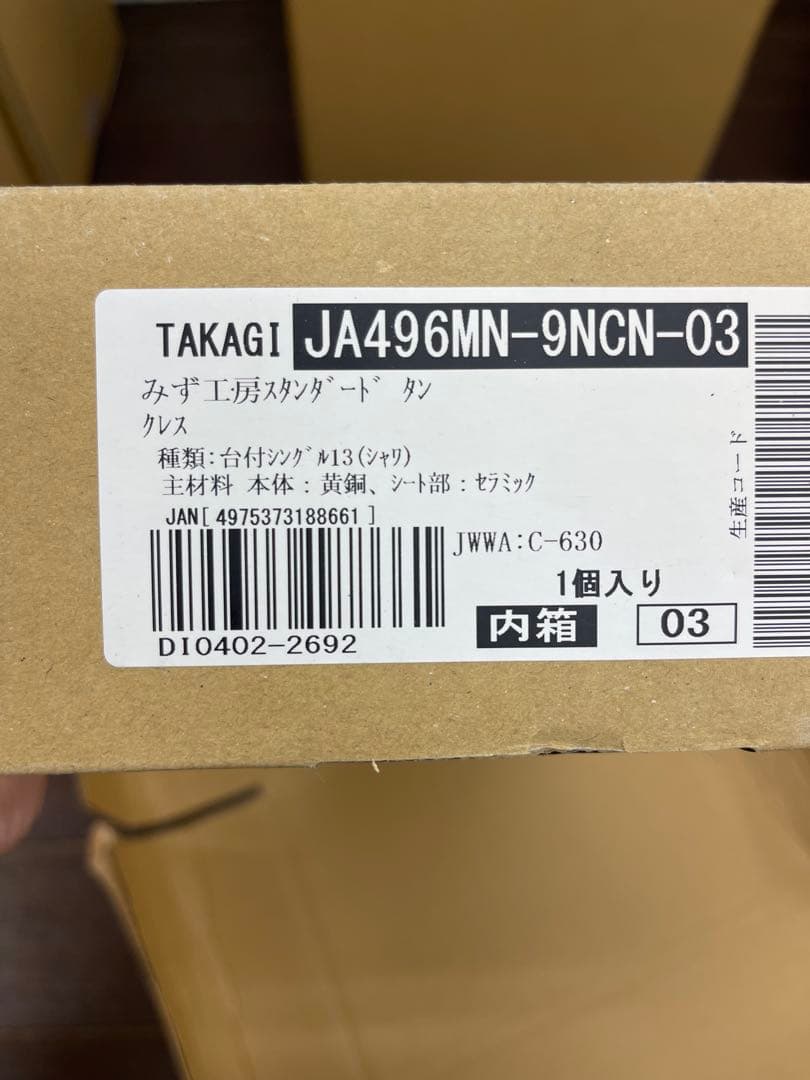 TAKAGI JA496MN-9NCN-03
みず工房ｽﾀﾝﾀﾞｰﾄﾞ ﾀﾝ
ｸﾚｽ
種類：台付ｼﾝｸﾞﾙ13(ｼｬﾜ)
主材料 本体：黄銅、ｼｰﾄ部：ｾﾗﾐｯｸ
JAN[ 4975373188661 ]
JWWA:C-630
1個入り
内箱 03
DI0402-2692
生産コード